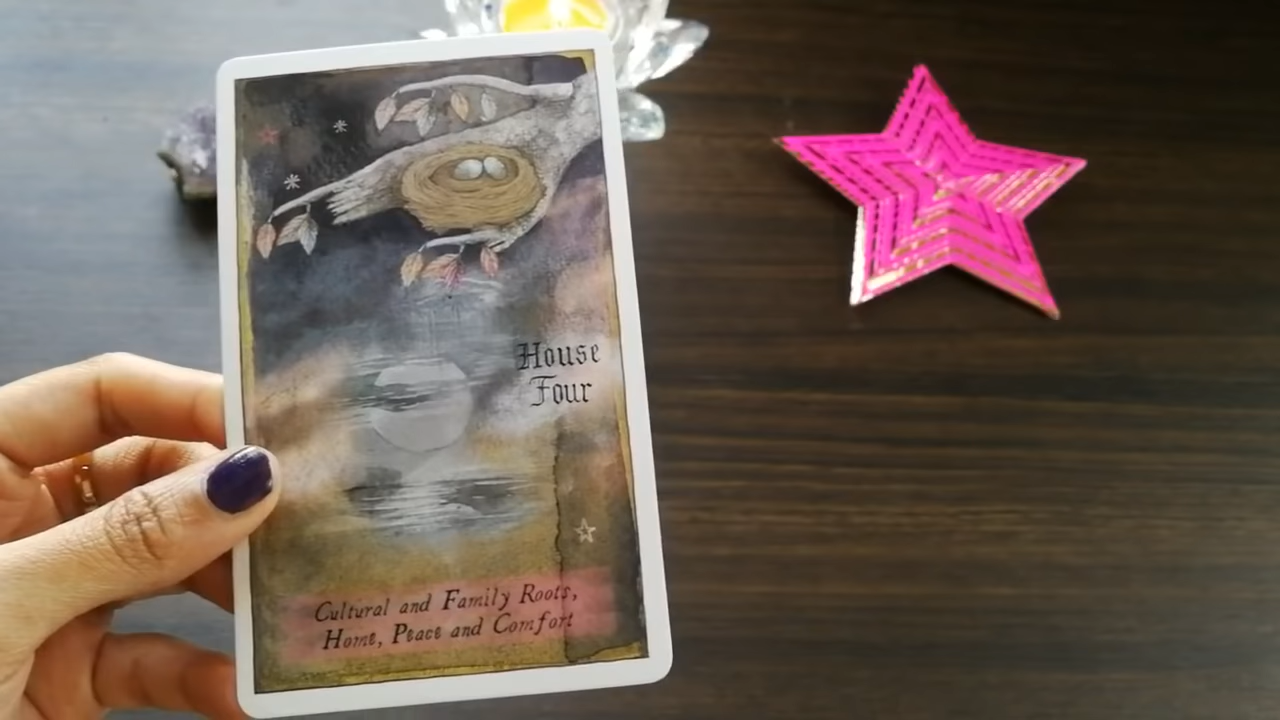 House
Four
Cultural and Family Roots,
Home, Peace and Comfort